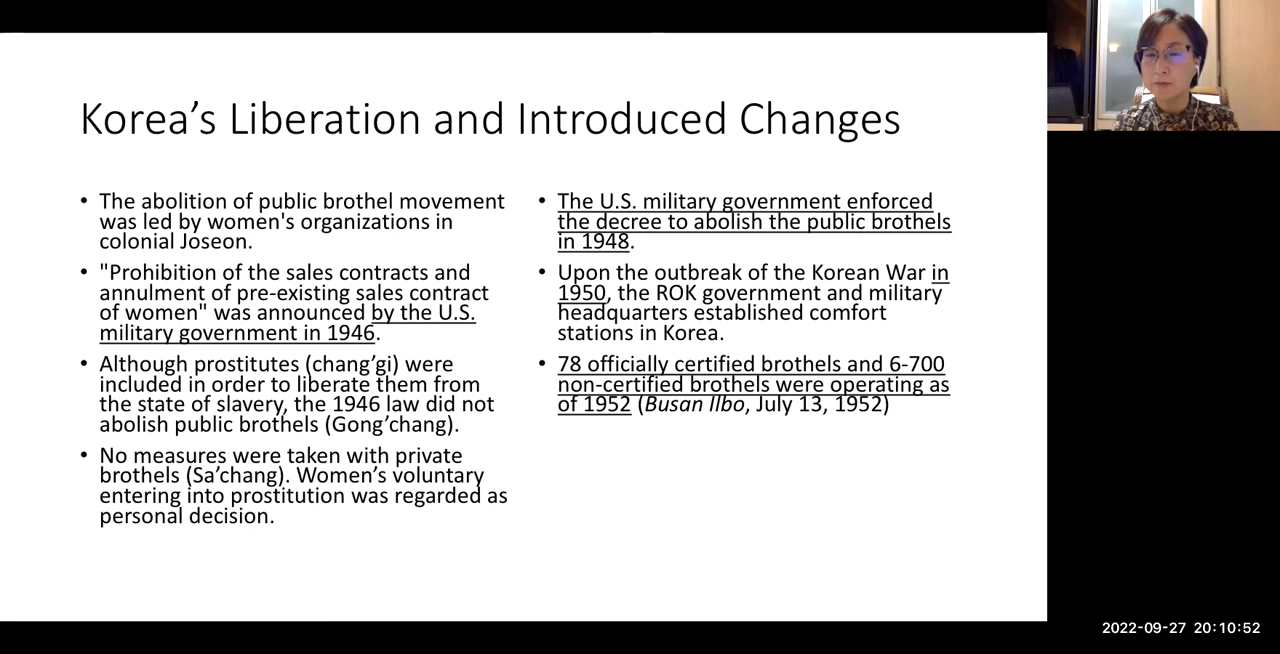 Korea’s Liberation and Introduced Changes
• The abolition of public brothel movement
was led by women's organizations in
colonial Joseon.
• "Prohibition of the sales contracts and
annulment of pre-existing sales contract
of women" was announced by the U.S.
military government in 1946.
• Although prostitutes (chang’gi) were
included in order to liberate them from
the state of slavery, the 1946 law did not
abolish public brothels (Gong’chang).
• No measures were taken with private
brothels (Sa’chang). Women’s voluntary
entering into prostitution was regarded as
personal decision.
• The U.S. military government enforced
the decree to abolish the public brothels
in 1948.
• Upon the outbreak of the Korean War in
1950, the ROK government and military
headquarters established comfort
stations in Korea.
• 78 officially certified brothels and 6-700
non-certified brothels were operating as
of 1952 (Busan Ilbo, July 13, 1952)
2022-09-27 20:10:52